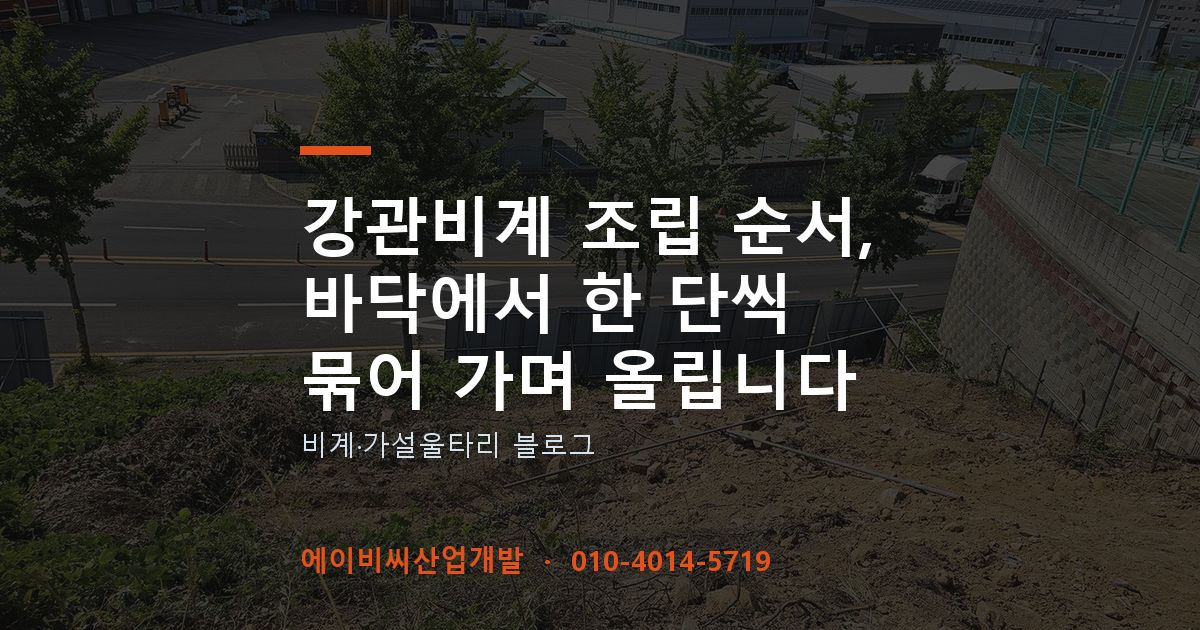 강관비계 조립 순서,
바닥에서 한 단씩
묶어 가며 올립니다
비계·가설울타리 블로그
에이비씨산업개발 · 010-4014-5719